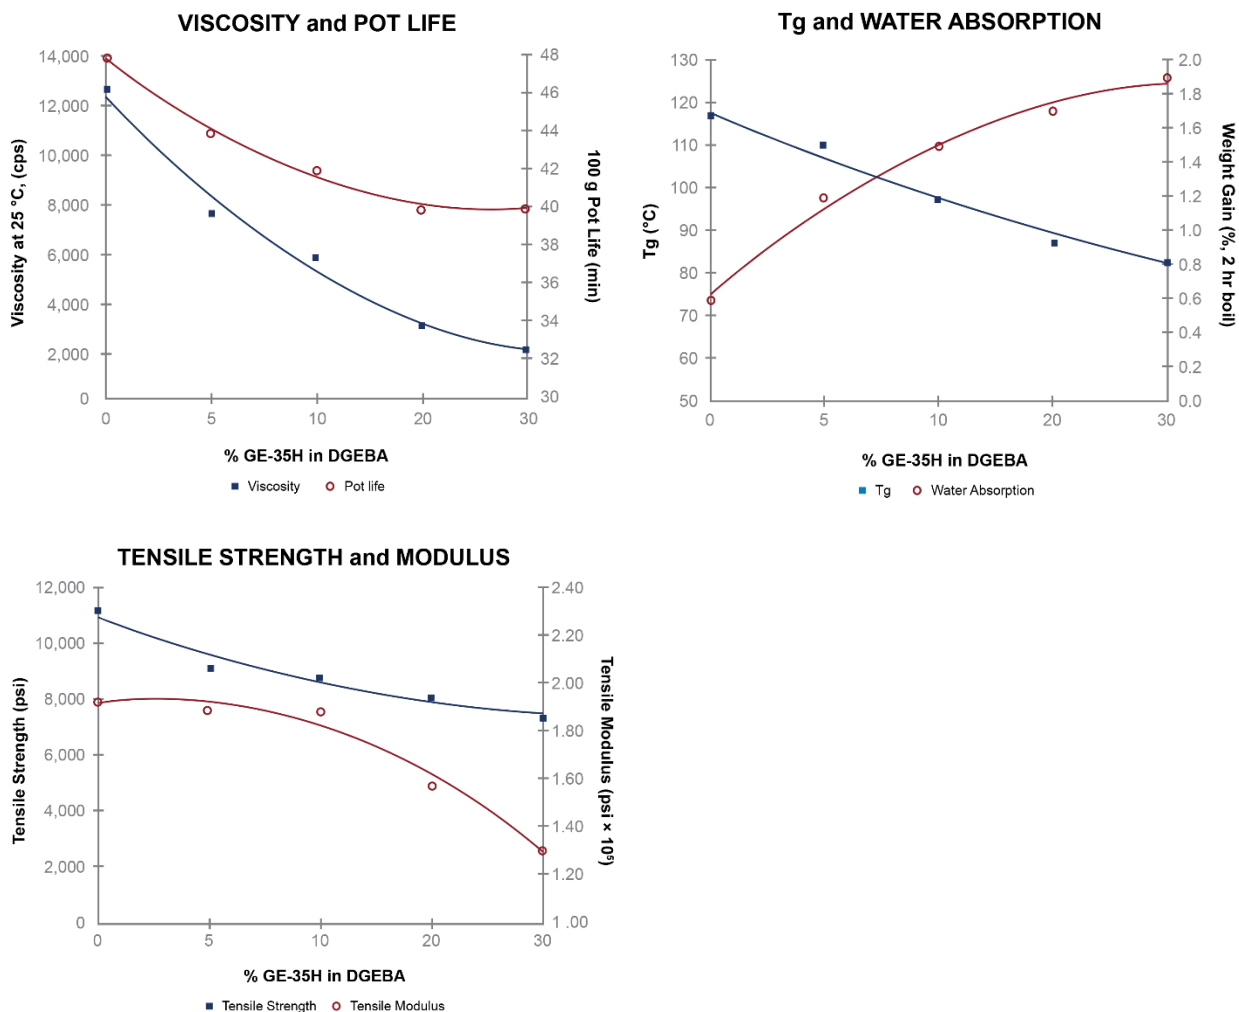 VISCOSITY and POT LIFE
14,000
12,000
10,000
8,000
6,000
4,000
2,000
0
Viscosity at 25 °C, (cps)
48
46
44
42
40
38
36
34
32
30
100 g Pot Life (min)
0 5 10 20 30
% GE-35H in DGEBA
Viscosity Pot life
Tg and WATER ABSORPTION
130
120
110
100
90
80
70
60
50
Tg (°C)
2.0
1.8
1.6
1.4
1.2
1.0
0.8
0.6
0.4
0.2
0.0
Weight Gain (%, 2 hr boil)
0 5 10 20 30
% GE-35H in DGEBA
Tg Water Absorption
TENSILE STRENGTH and MODULUS
12,000
10,000
8,000
6,000
4,000
2,000
0
Tensile Strength (psi)
2.40
2.20
2.00
1.80
1.60
1.40
1.20
1.00
Tensile Modulus (psi × 10⁵)
0 5 10 20 30
% GE-35H in DGEBA
Tensile Strength Tensile Modulus